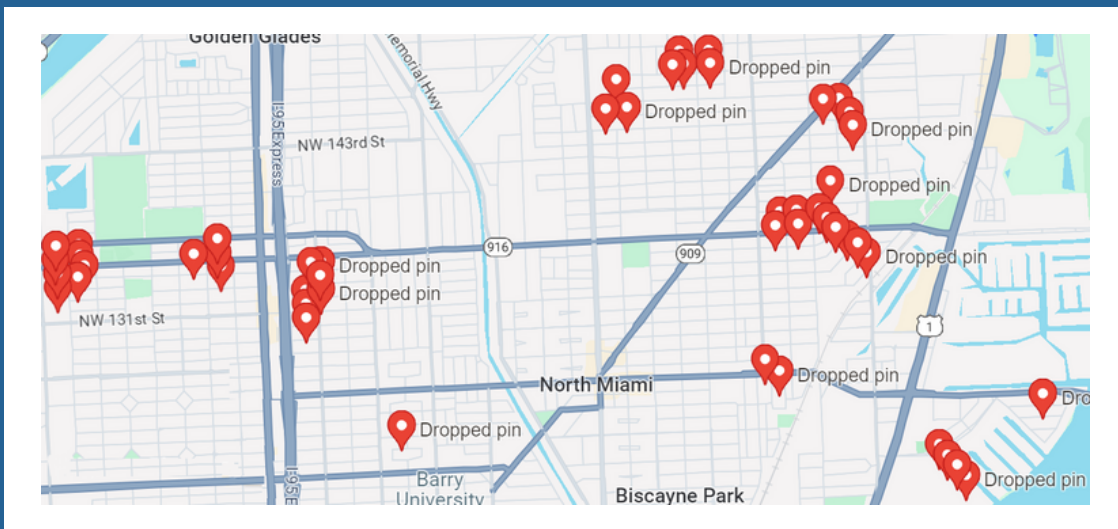 Golden Glades
Memorial Hwy
I-95 Express
NW 143rd St
Dropped pin
Dropped pin
Dropped pin
Dropped pin
916
909
Dropped pin
Dropped pin
Dropped pin
NW 131st St
1
North Miami
Dropped pin
Dro
Dropped pin
Barry
University
I-95 E
Biscayne Park
Dropped pin